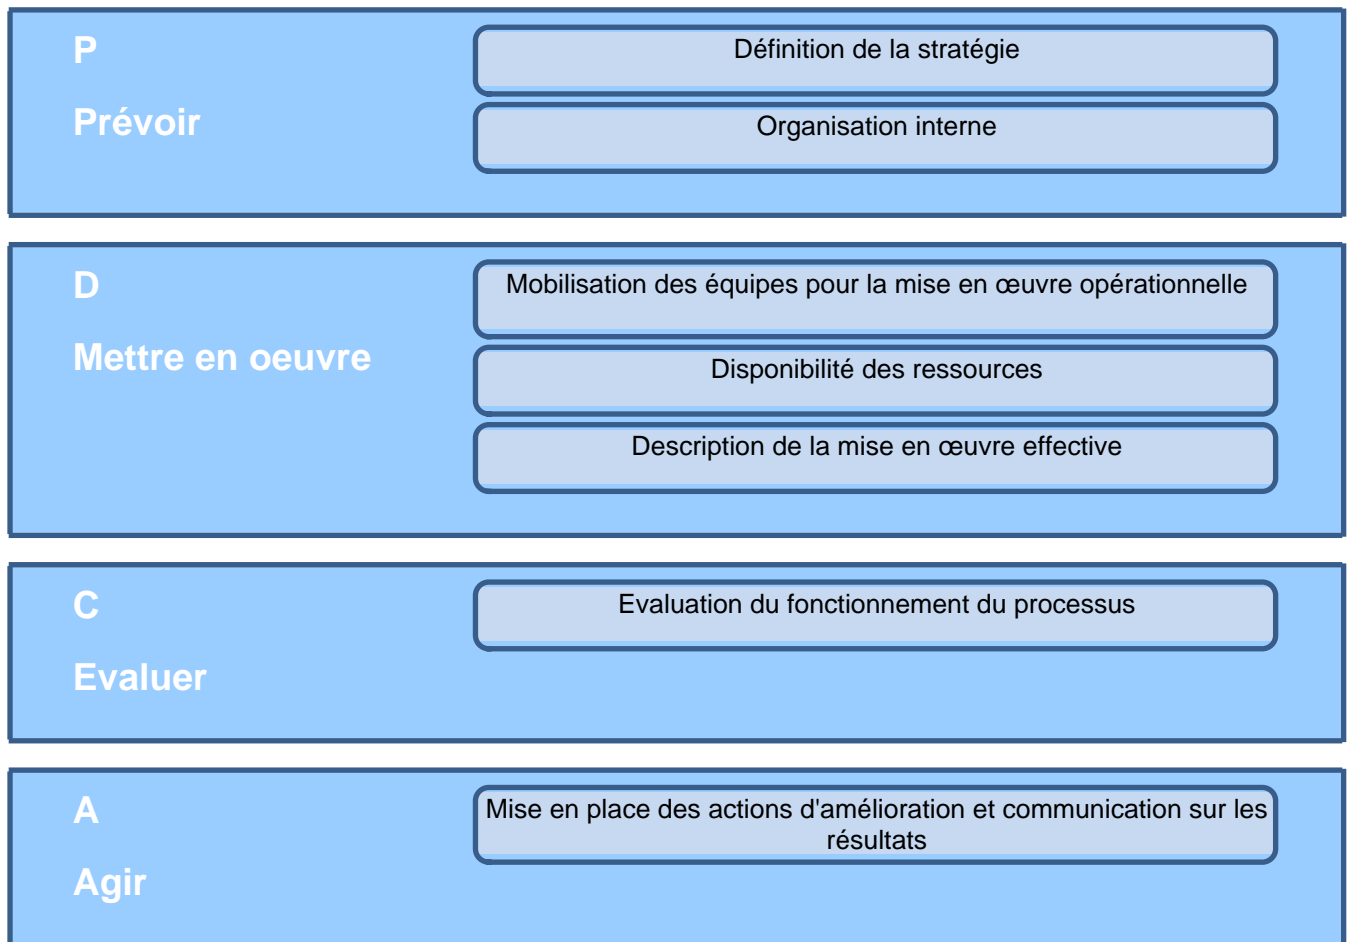 P
Prévoir
Définition de la stratégie
Organisation interne
D
Mettre en oeuvre
Mobilisation des équipes pour la mise en œuvre opérationnelle
Disponibilité des ressources
Description de la mise en œuvre effective
C
Evaluer
Evaluation du fonctionnement du processus
A
Agir
Mise en place des actions d'amélioration et communication sur les
résultats